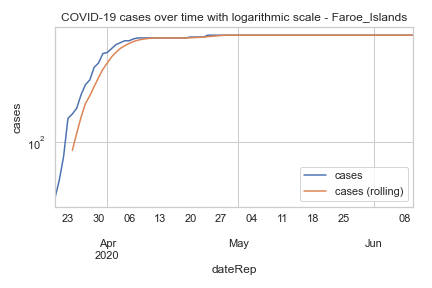 COVID-19 cases over time with logarithmic scale - Faroe_Islands
cases
10²
cases
cases (rolling)
23 30 06 13 20 27 04 11 18 25 08
Apr May Jun
2020
dateRep